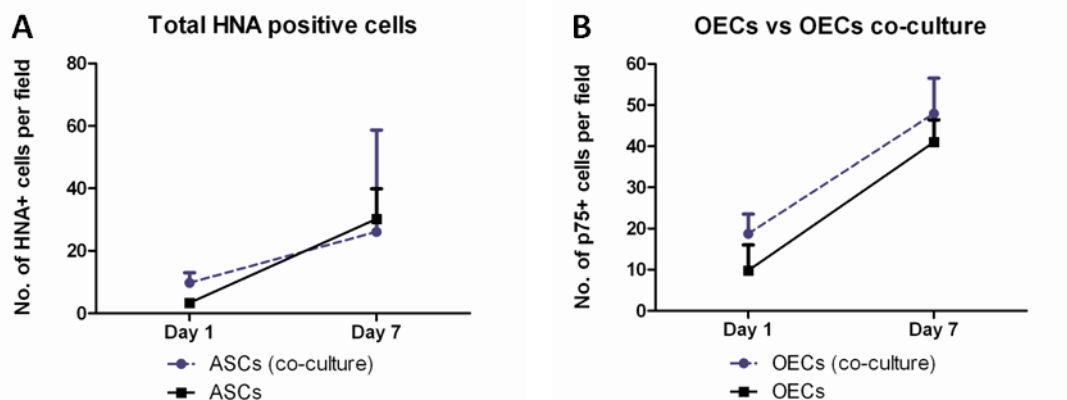 A
Total HNA positive cells
No. of HNA+ cells per field
80
60
40
20
0
Day 1
Day 7
ASCs (co-culture)
ASCs
B
OECs vs OECs co-culture
No. of p75+ cells per field
60
50
40
30
20
10
0
Day 1
Day 7
OECs (co-culture)
OECs